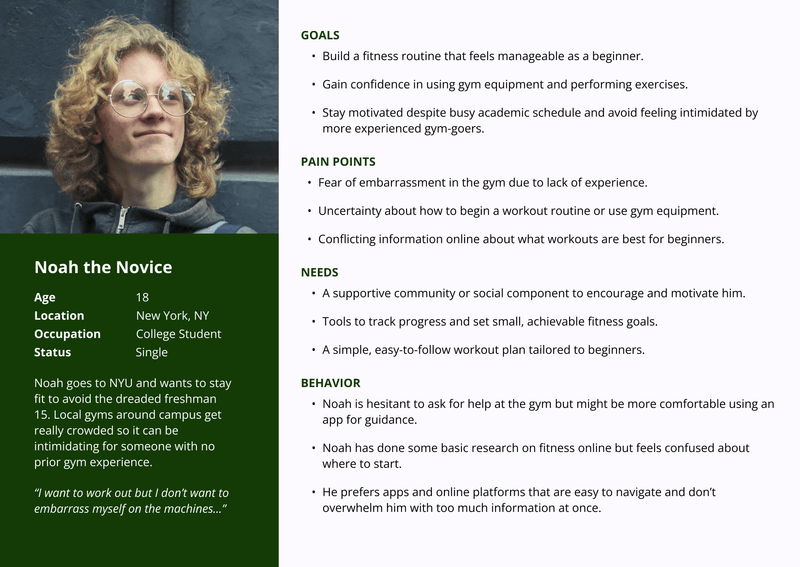 Noah the Novice
Age 18
Location New York, NY
Occupation College Student
Status Single
Noah goes to NYU and wants to stay
fit to avoid the dreaded freshman
15. Local gyms around campus get
really crowded so it can be
intimidating for someone with no
prior gym experience.
“I want to work out but I don’t want to
embarrass myself on the machines...”
GOALS
• Build a fitness routine that feels manageable as a beginner.
• Gain confidence in using gym equipment and performing exercises.
• Stay motivated despite busy academic schedule and avoid feeling intimidated by
more experienced gym-goers.
PAIN POINTS
• Fear of embarrassment in the gym due to lack of experience.
• Uncertainty about how to begin a workout routine or use gym equipment.
• Conflicting information online about what workouts are best for beginners.
NEEDS
• A supportive community or social component to encourage and motivate him.
• Tools to track progress and set small, achievable fitness goals.
• A simple, easy-to-follow workout plan tailored to beginners.
BEHAVIOR
• Noah is hesitant to ask for help at the gym but might be more comfortable using an
app for guidance.
• Noah has done some basic research on fitness online but feels confused about
where to start.
• He prefers apps and online platforms that are easy to navigate and don’t
overwhelm him with too much information at once.